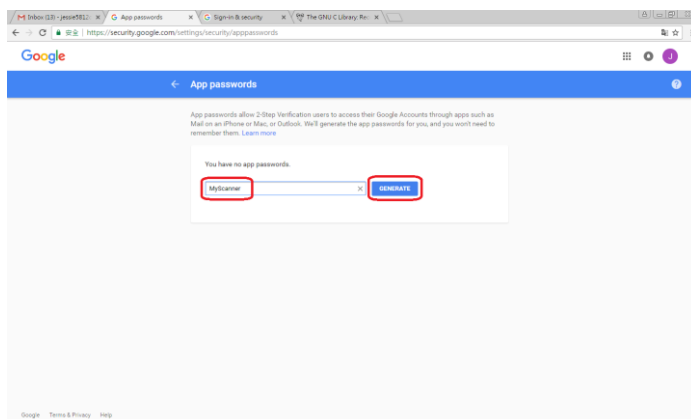 Inbox (13) - jessie5812
App passwords
Sign-in & security
The GNU C Library: Re
安全 | https://security.google.com/settings/security/apppasswords
Google
J
App passwords
App passwords allow 2-Step Verification users to access their Google Accounts through apps such as
Mail on an iPhone or Mac, or Outlook. We'll generate the app passwords for you, and you won't need to
remember them. Learn more
You have no app passwords.
MyScanner
GENERATE
Google Terms & Privacy Help